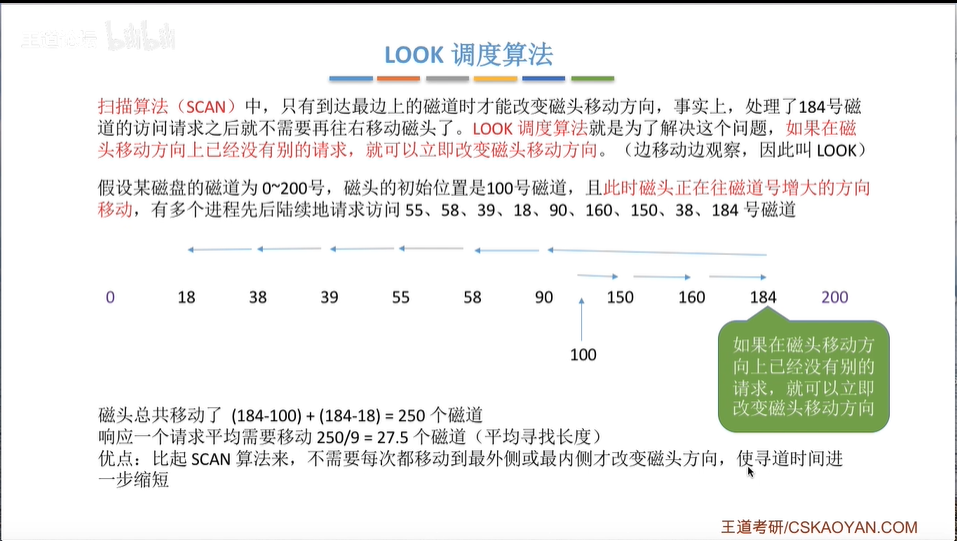 王道考研 bilibili
LOOK 调度算法
扫描算法（SCAN）中，只有到达最边上的磁道时才能改变磁头移动方向，事实上，处理了184号磁
道的访问请求之后就不需要再往右移动磁头了。LOOK 调度算法就是为了解决这个问题，如果在磁
头移动方向上已经没有别的请求，就可以立即改变磁头移动方向。（边移动边观察，因此叫 LOOK）
假设某磁盘的磁道为 0~200号，磁头的初始位置是100号磁道，且此时磁头正在往磁道号增大的方向
移动，有多个进程先后陆续地请求访问 55、58、39、18、90、160、150、38、184 号磁道
0 18 38 39 55 58 90 150 160 184 200
100
如果在磁头移动方
向上已经没有别的
请求，就可以立即
改变磁头移动方向
磁头总共移动了 (184-100) + (184-18) = 250 个磁道
响应一个请求平均需要移动 250/9 = 27.5 个磁道（平均寻找长度）
优点：比起 SCAN 算法来，不需要每次都移动到最外侧或最内侧才改变磁头方向，使寻道时间进
一步缩短
王道考研/CSKAOYAN.COM